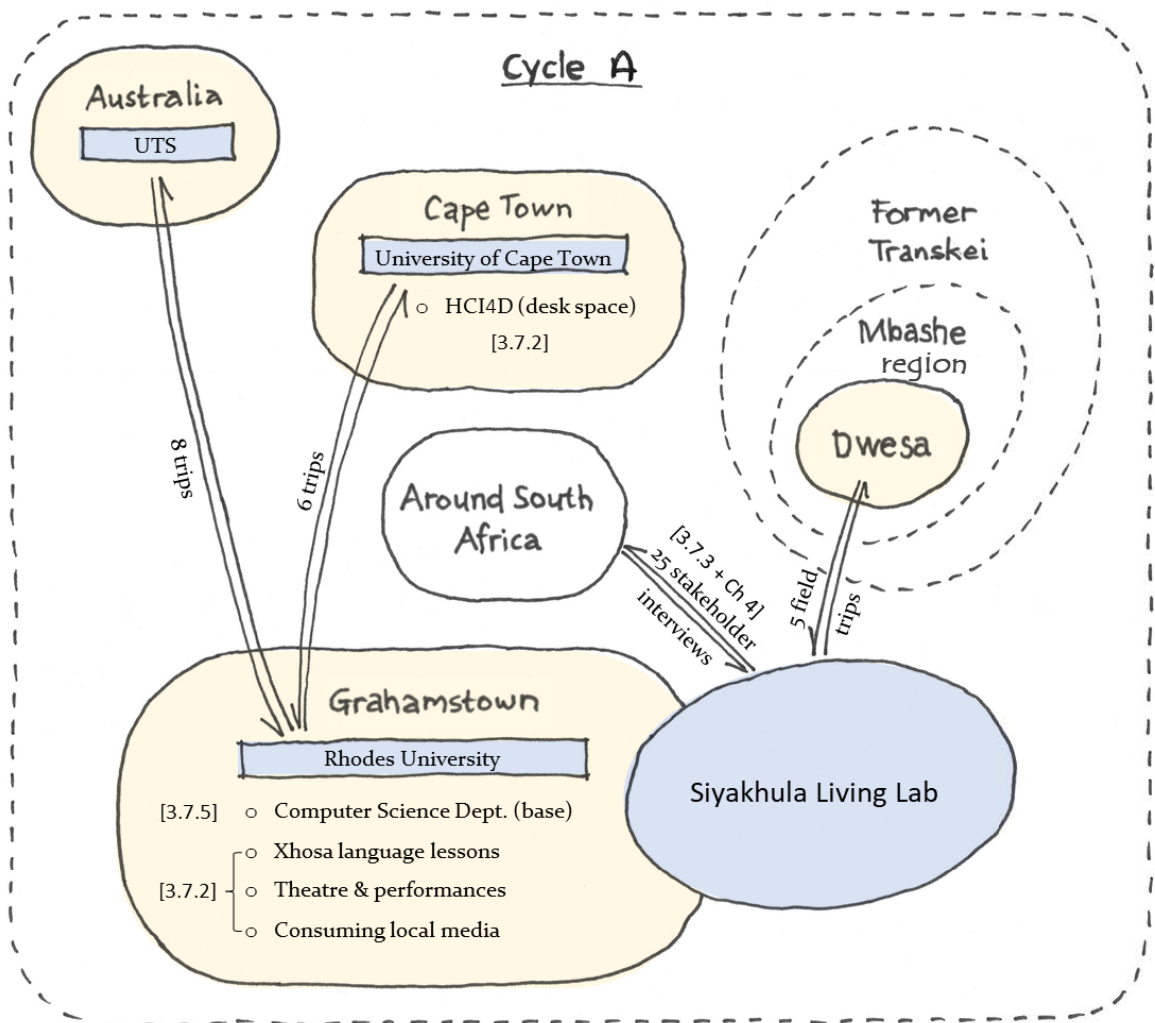 Cycle A
Australia
UTS
Cape Town
University of Cape Town
o HCI4D (desk space)
[3.7.2]
Former
Transkei
Mbashe
region
Dwesa
8 trips
6 trips
Around South
Africa
[3.7.3 + Ch 4]
25 stakeholder
interviews
5 field
trips
Grahamstown
Rhodes University
[3.7.5] o Computer Science Dept. (base)
o Xhosa language lessons
[3.7.2] o Theatre & performances
o Consuming local media
Siyakhula Living Lab